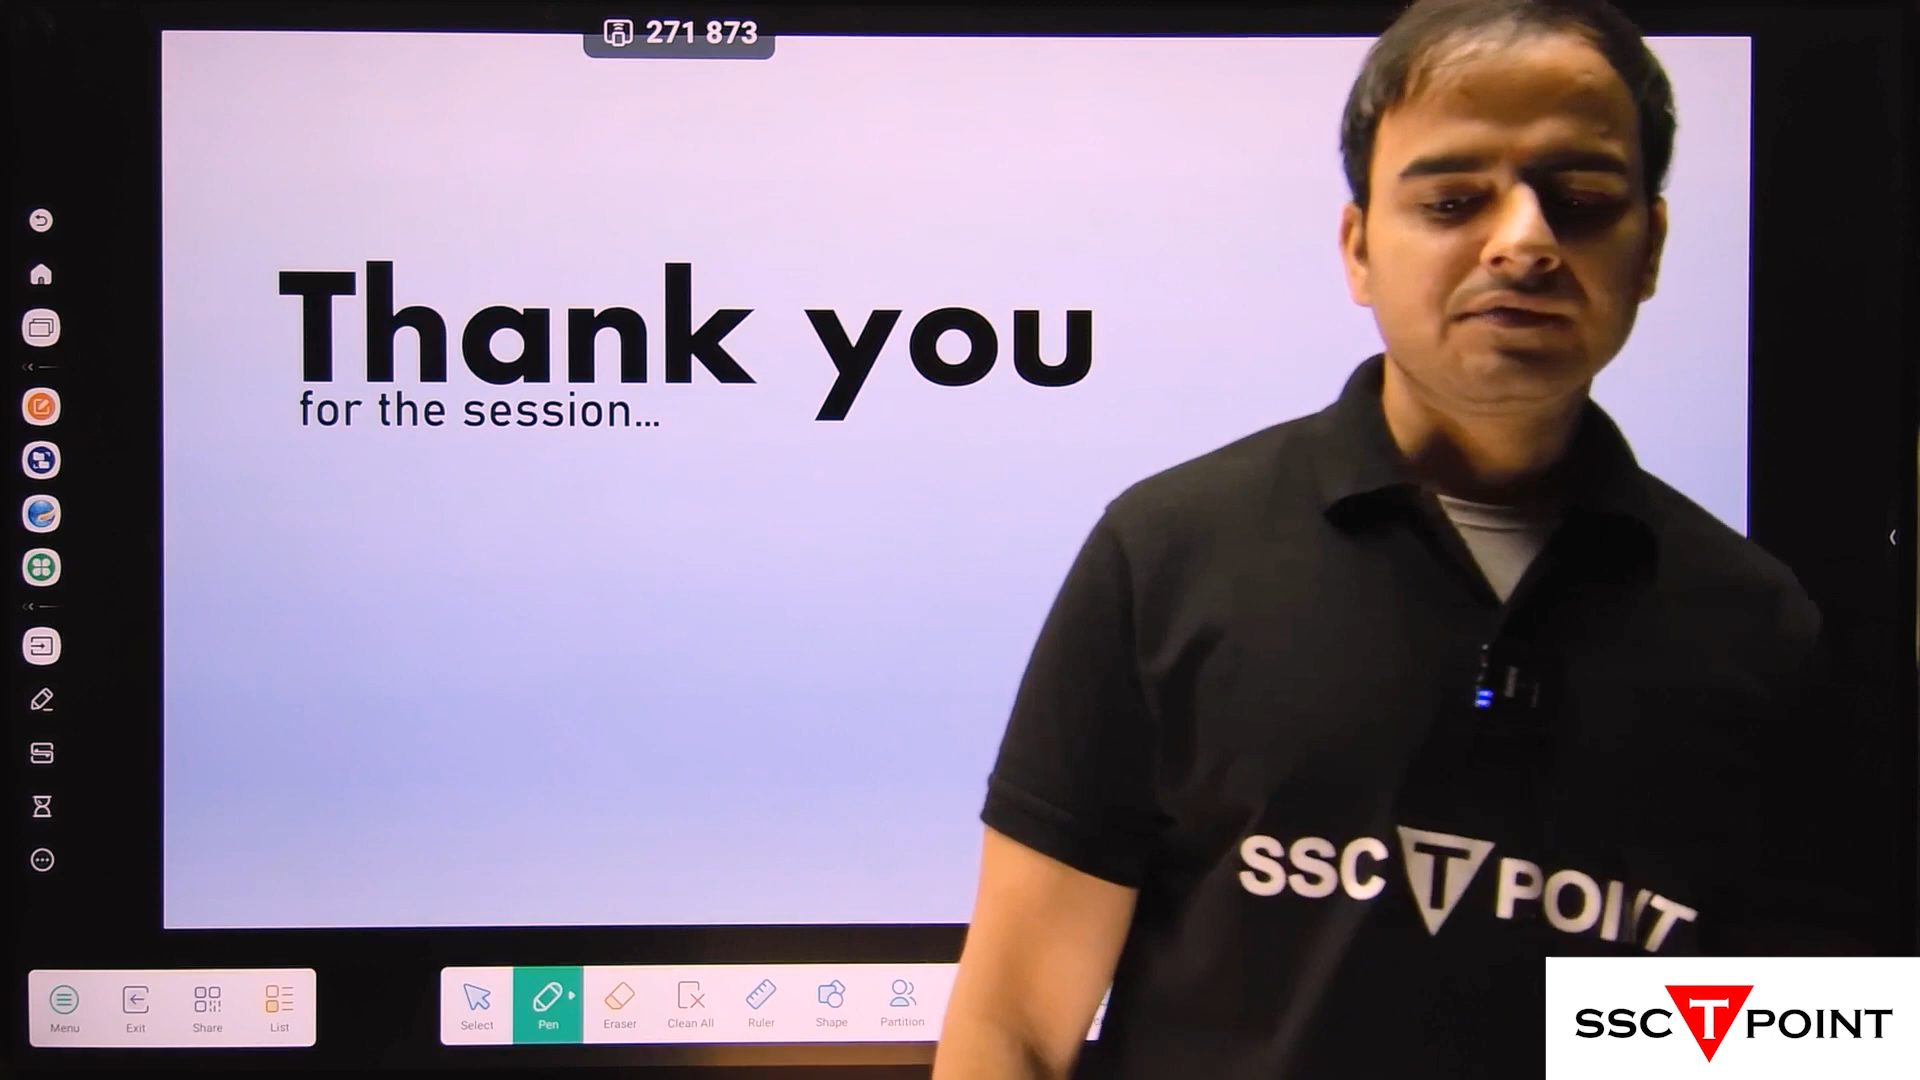 271 873
Thank you
for the session...
SSC T POINT
Menu
Exit
Share
List
Select
Pen
Eraser
Clean All
Ruler
Shape
Partition
SSC T POINT